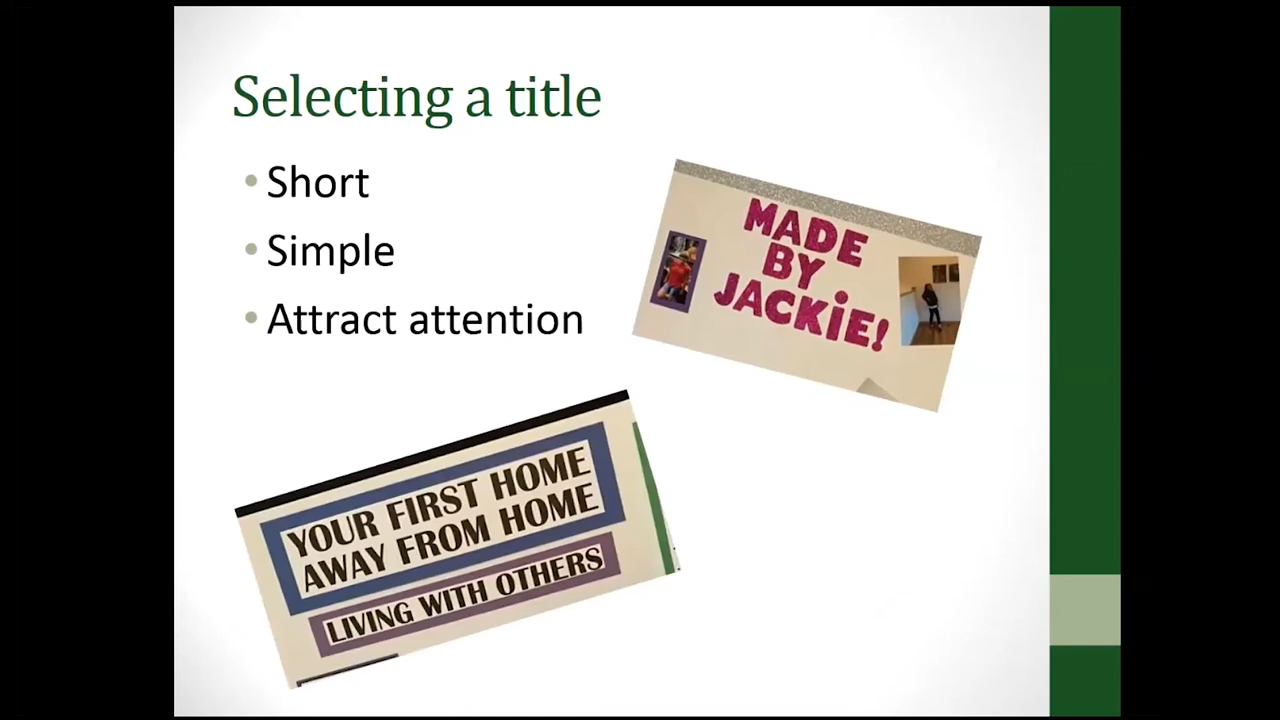 Selecting a title
• Short
• Simple
• Attract attention
MADE
BY
JACKiE!
YOUR FIRST HOME
AWAY FROM HOME
LIVING WITH OTHERS